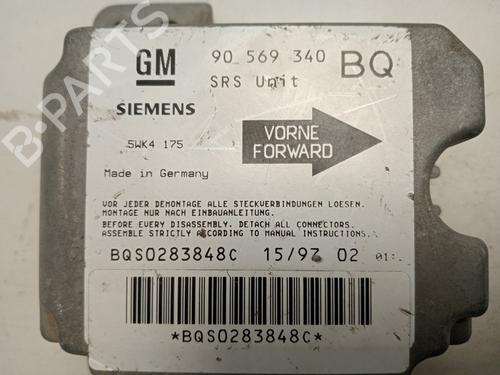 B-PARTS
GM
90 569 340 BQ
SRS Unit
SIEMENS
5WK4 175
VORNE
FORWARD
Made in Germany
VOR JEDER DEMONTAGE ALLE STECKVERBINDUNGEN LOESEN.
MONTAGE NUR NACH EINBAUANLEITUNG.
BEFORE EVERY DISASSEMBLY, DETACH ALL CONNECTORS.
ASSEMBLE STRICTLY ACCORDING TO MANUAL INSTRUCTIONS.
BQS0283848C 15/97 02
*BQS0283848C*